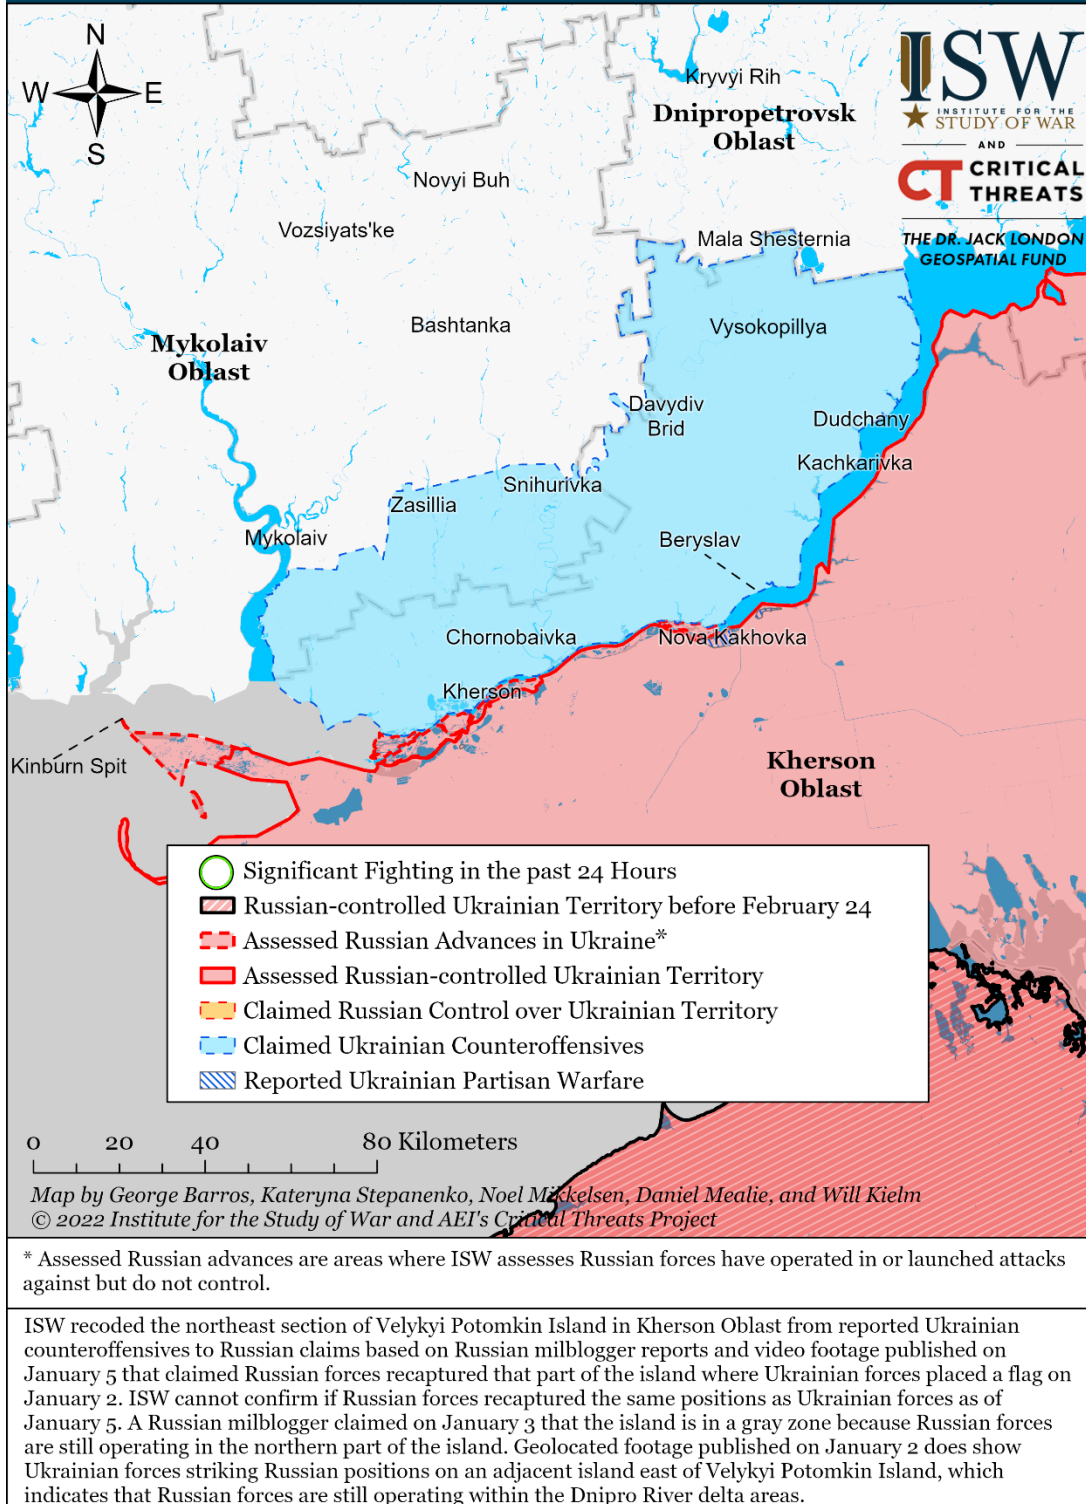 N
W E
S
ISW
INSTITUTE FOR THE
STUDY OF WAR
AND
CT CRITICAL
THREATS
THE DR. JACK LONDON
GEOSPATIAL FUND
Kryvyi Rih
Dnipropetrovsk
Oblast
Novyi Buh
Vozsiyats'ke
Mala Shesternia
Bashtanka
Vysokopillya
Mykolaiv
Oblast
Davydiv
Brid
Dudchany
Kachkarivka
Snihurivka
Zasillia
Mykolaiv
Beryslav
Chornobaivka
Nova Kakhovka
Kherson
Kinburn Spit
Kherson
Oblast
Significant Fighting in the past 24 Hours
Russian-controlled Ukrainian Territory before February 24
Assessed Russian Advances in Ukraine*
Assessed Russian-controlled Ukrainian Territory
Claimed Russian Control over Ukrainian Territory
Claimed Ukrainian Counteroffensives
Reported Ukrainian Partisan Warfare
0 20 40 80 Kilometers
Map by George Barros, Kateryna Stepanenko, Noel Mikkelsen, Daniel Mealie, and Will Kielm
© 2022 Institute for the Study of War and AEI's Critical Threats Project
* Assessed Russian advances are areas where ISW assesses Russian forces have operated in or launched attacks
against but do not control.
ISW recoded the northeast section of Velykyi Potomkin Island in Kherson Oblast from reported Ukrainian
counteroffensives to Russian claims based on Russian milblogger reports and video footage published on
January 5 that claimed Russian forces recaptured that part of the island where Ukrainian forces placed a flag on
January 2. ISW cannot confirm if Russian forces recaptured the same positions as Ukrainian forces as of
January 5. A Russian milblogger claimed on January 3 that the island is in a gray zone because Russian forces
are still operating in the northern part of the island. Geolocated footage published on January 2 does show
Ukrainian forces striking Russian positions on an adjacent island east of Velykyi Potomkin Island, which
indicates that Russian forces are still operating within the Dnipro River delta areas.